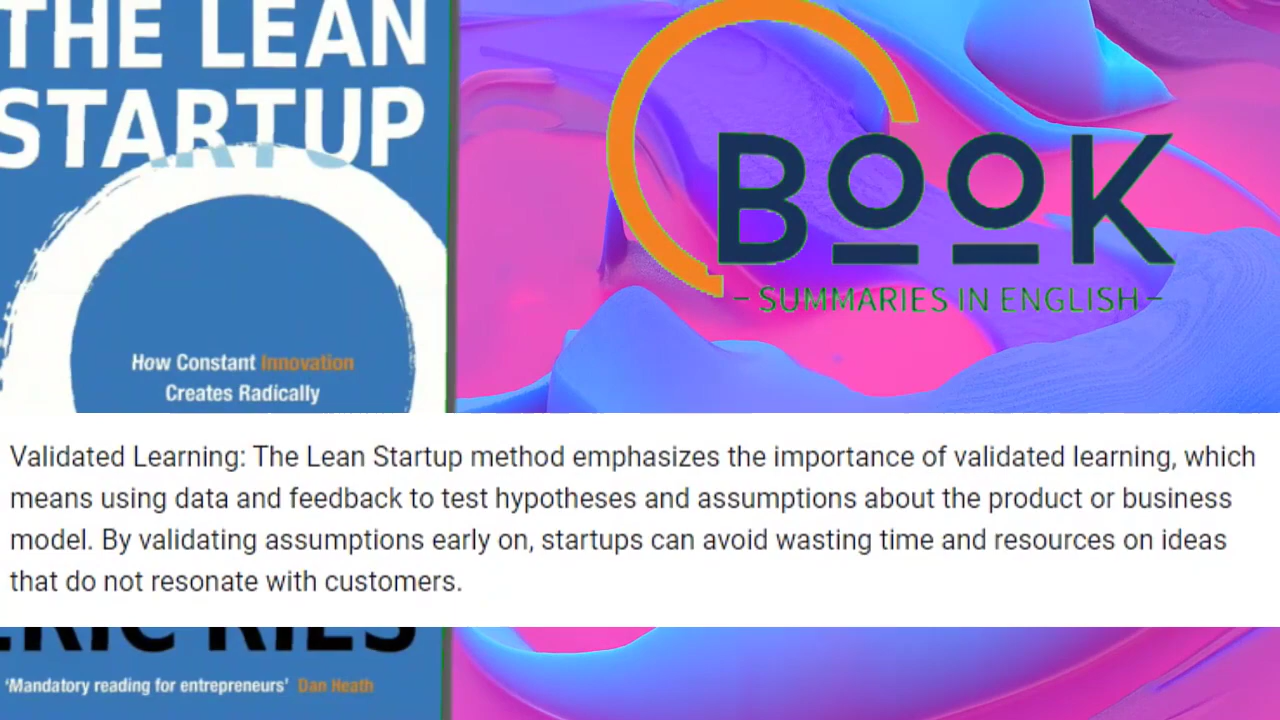 THE LEAN
STARTUP
How Constant Innovation
Creates Radically
BOOK
– SUMMARIES IN ENGLISH –
Validated Learning: The Lean Startup method emphasizes the importance of validated learning, which
means using data and feedback to test hypotheses and assumptions about the product or business
model. By validating assumptions early on, startups can avoid wasting time and resources on ideas
that do not resonate with customers.
ERIC RIES
'Mandatory reading for entrepreneurs' Dan Heath